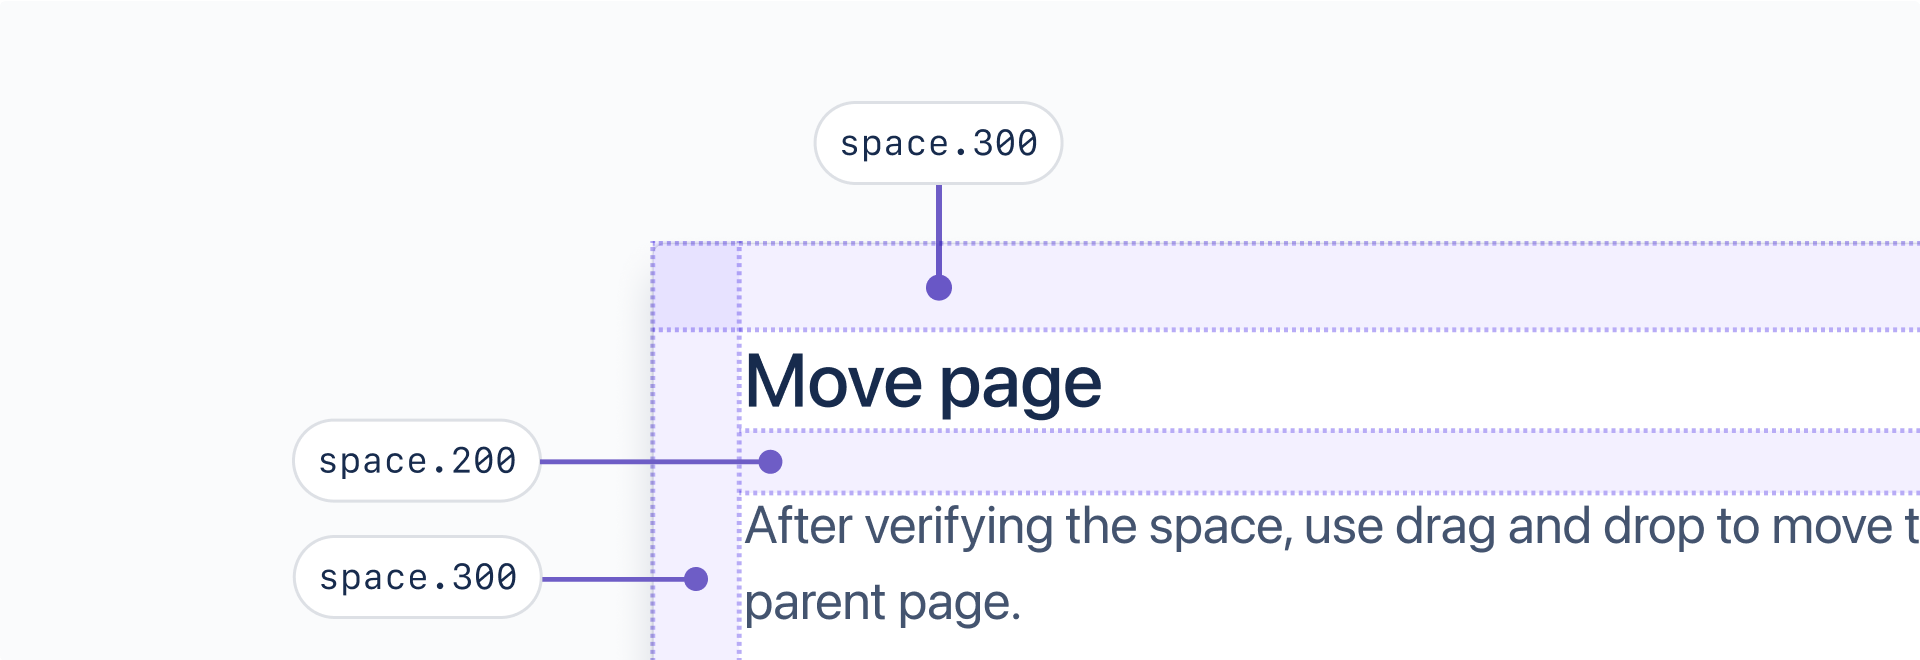 space.300
Move page
space.200
After verifying the space, use drag and drop to move t
space.300
parent page.